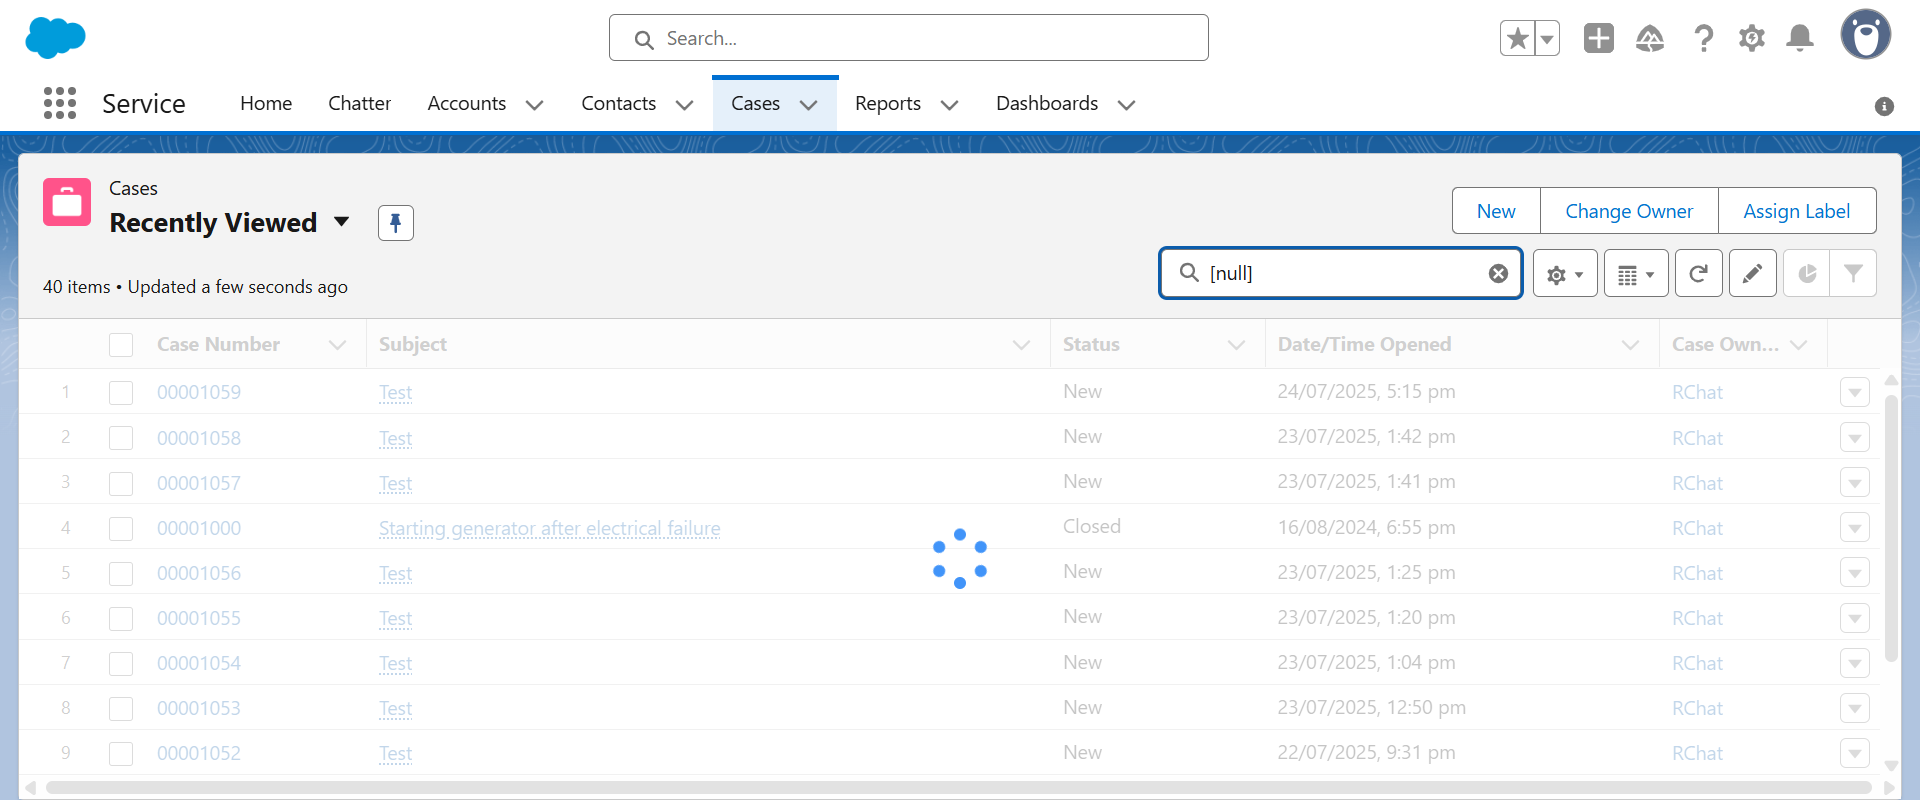 Search...
Service
Home
Chatter
Accounts
Contacts
Cases
Reports
Dashboards
Cases
Recently Viewed
New
Change Owner
Assign Label
40 items • Updated a few seconds ago
[null]
Case Number Subject Status Date/Time Opened Case Own...
1 00001059 Test New 24/07/2025, 5:15 pm RChat
2 00001058 Test New 23/07/2025, 1:42 pm RChat
3 00001057 Test New 23/07/2025, 1:41 pm RChat
4 00001000 Starting generator after electrical failure Closed 16/08/2024, 6:55 pm RChat
5 00001056 Test New 23/07/2025, 1:25 pm RChat
6 00001055 Test New 23/07/2025, 1:20 pm RChat
7 00001054 Test New 23/07/2025, 1:04 pm RChat
8 00001053 Test New 23/07/2025, 12:50 pm RChat
9 00001052 Test New 22/07/2025, 9:31 pm RChat